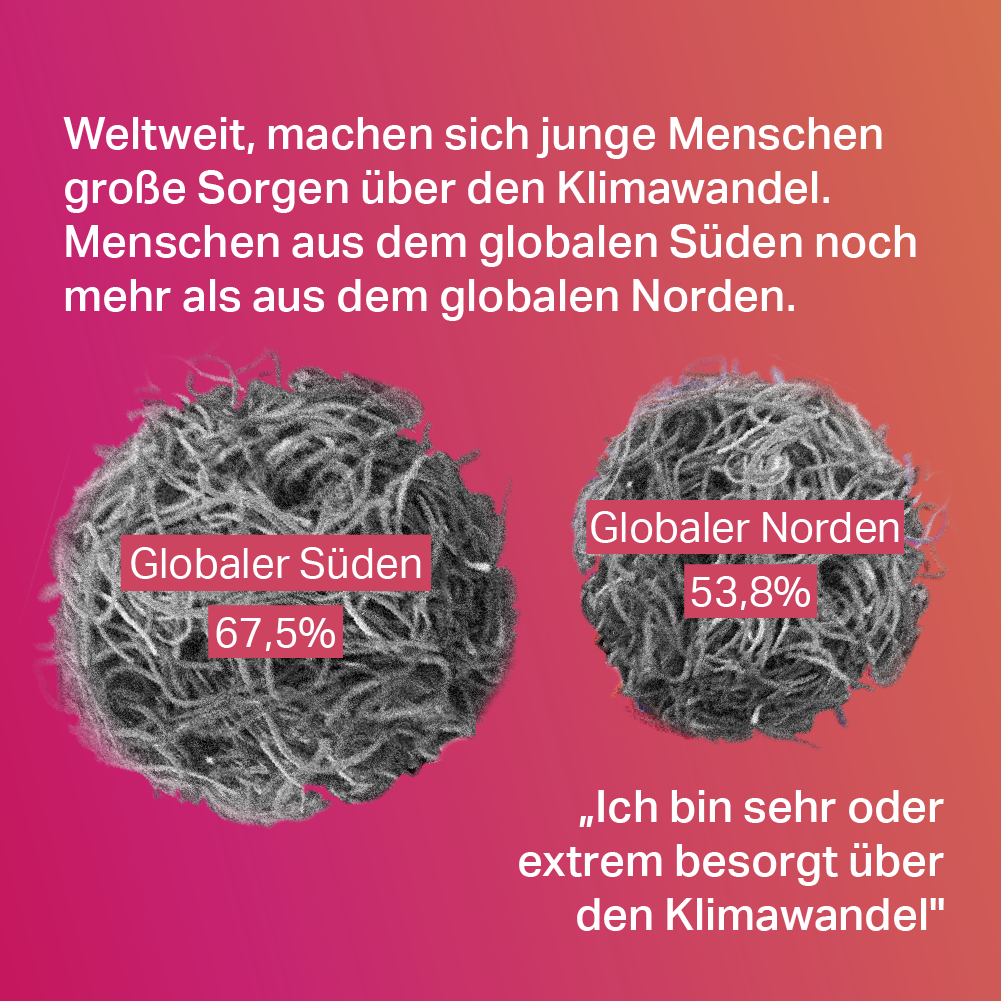 Weltweit, machen sich junge Menschen
große Sorgen über den Klimawandel.
Menschen aus dem globalen Süden noch
mehr als aus dem globalen Norden.
Globaler Süden
67,5%
Globaler Norden
53,8%
„Ich bin sehr oder
extrem besorgt über
den Klimawandel"